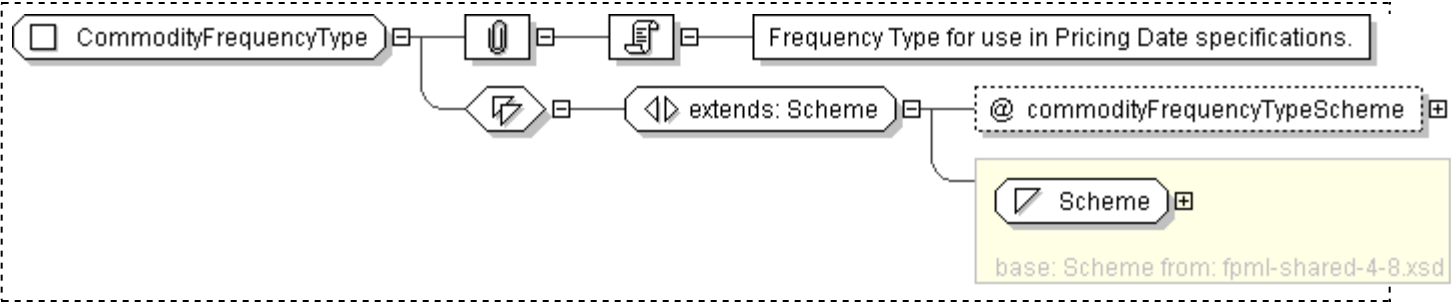 CommodityFrequencyType
Frequency Type for use in Pricing Date specifications.
extends: Scheme
@ commodityFrequencyTypeScheme
Scheme
base: Scheme from: fpml-shared-4-8.xsd